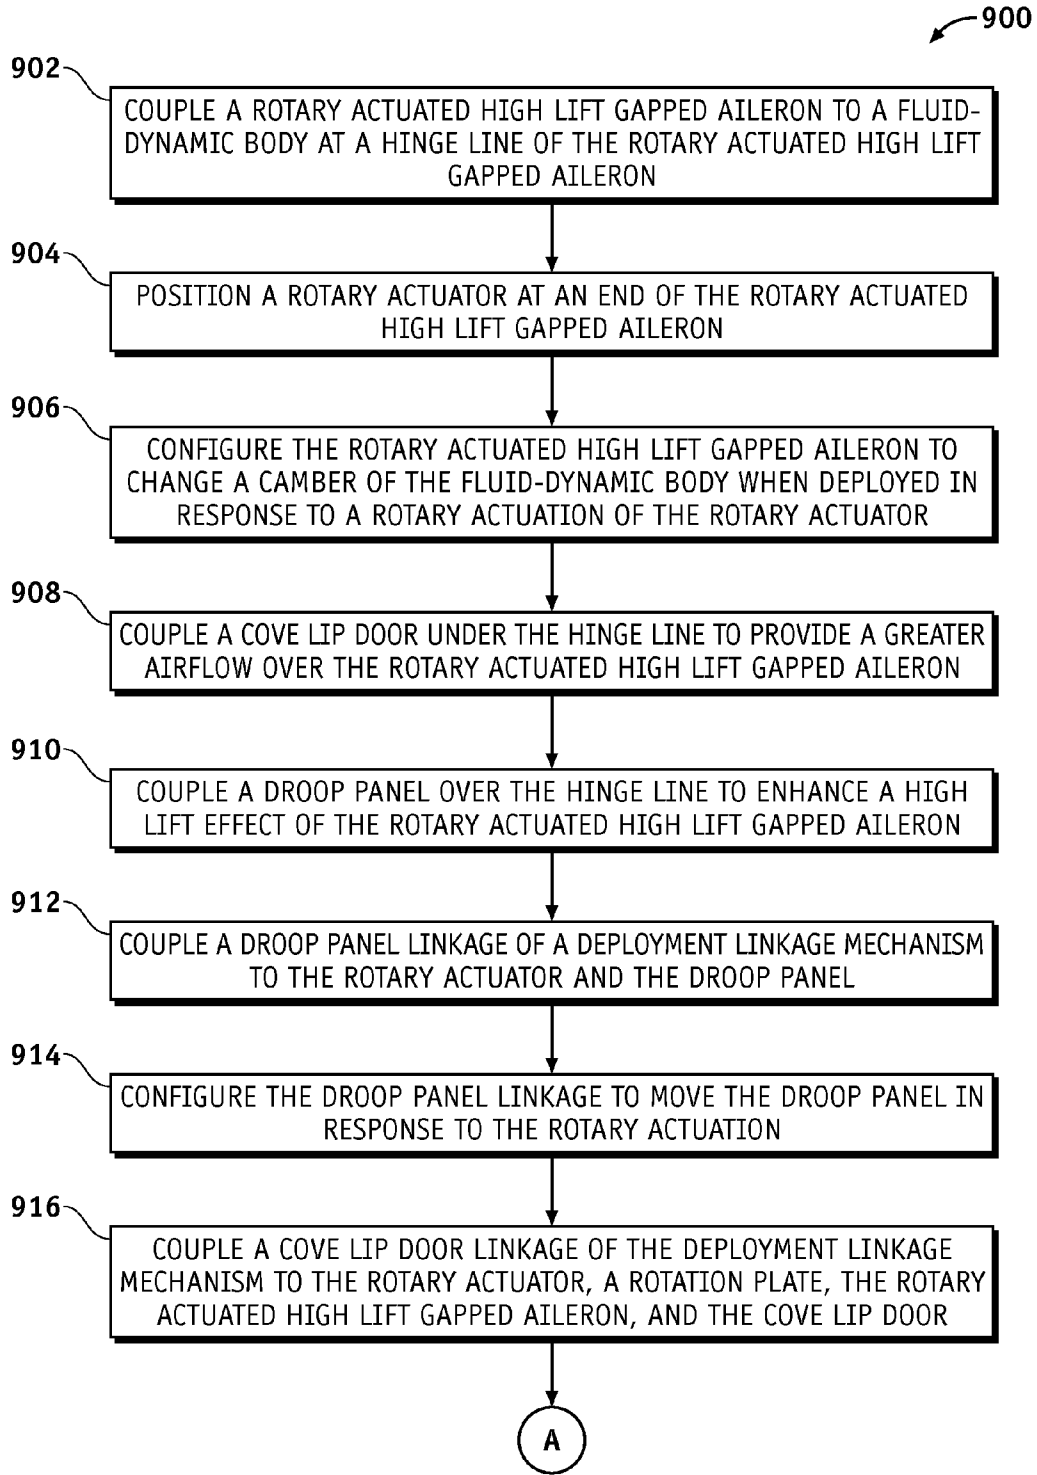 900
902
COUPLE A ROTARY ACTUATED HIGH LIFT GAPPED AILERON TO A FLUID-
DYNAMIC BODY AT A HINGE LINE OF THE ROTARY ACTUATED HIGH LIFT
GAPPED AILERON
904
POSITION A ROTARY ACTUATOR AT AN END OF THE ROTARY ACTUATED
HIGH LIFT GAPPED AILERON
906
CONFIGURE THE ROTARY ACTUATED HIGH LIFT GAPPED AILERON TO
CHANGE A CAMBER OF THE FLUID-DYNAMIC BODY WHEN DEPLOYED IN
RESPONSE TO A ROTARY ACTUATION OF THE ROTARY ACTUATOR
908
COUPLE A COVE LIP DOOR UNDER THE HINGE LINE TO PROVIDE A GREATER
AIRFLOW OVER THE ROTARY ACTUATED HIGH LIFT GAPPED AILERON
910
COUPLE A DROOP PANEL OVER THE HINGE LINE TO ENHANCE A HIGH
LIFT EFFECT OF THE ROTARY ACTUATED HIGH LIFT GAPPED AILERON
912
COUPLE A DROOP PANEL LINKAGE OF A DEPLOYMENT LINKAGE MECHANISM
TO THE ROTARY ACTUATOR AND THE DROOP PANEL
914
CONFIGURE THE DROOP PANEL LINKAGE TO MOVE THE DROOP PANEL IN
RESPONSE TO THE ROTARY ACTUATION
916
COUPLE A COVE LIP DOOR LINKAGE OF THE DEPLOYMENT LINKAGE
MECHANISM TO THE ROTARY ACTUATOR, A ROTATION PLATE, THE ROTARY
ACTUATED HIGH LIFT GAPPED AILERON, AND THE COVE LIP DOOR
A